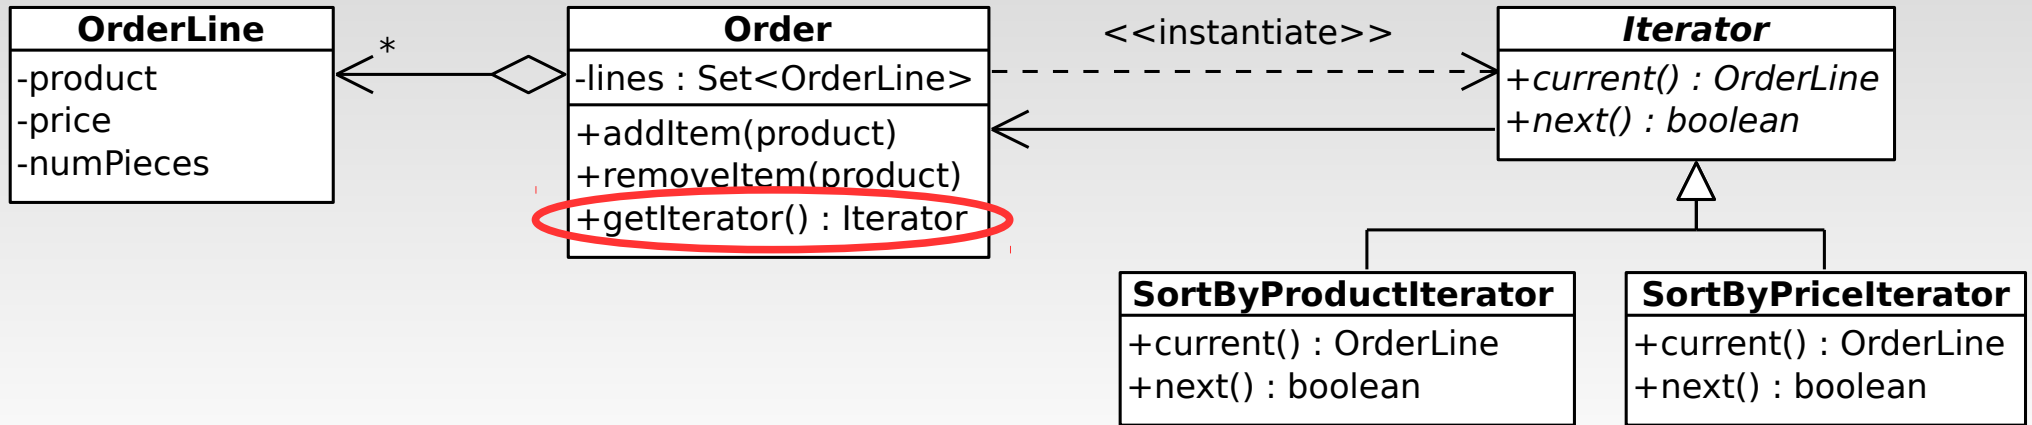 OrderLine
-product
-price
-numPieces
*
Order
-lines : Set<OrderLine>
+addItem(product)
+removeItem(product)
+getIterator() : Iterator
<<instantiate>>
Iterator
+current() : OrderLine
+next() : boolean
SortByProductIterator
+current() : OrderLine
+next() : boolean
SortByPriceIterator
+current() : OrderLine
+next() : boolean